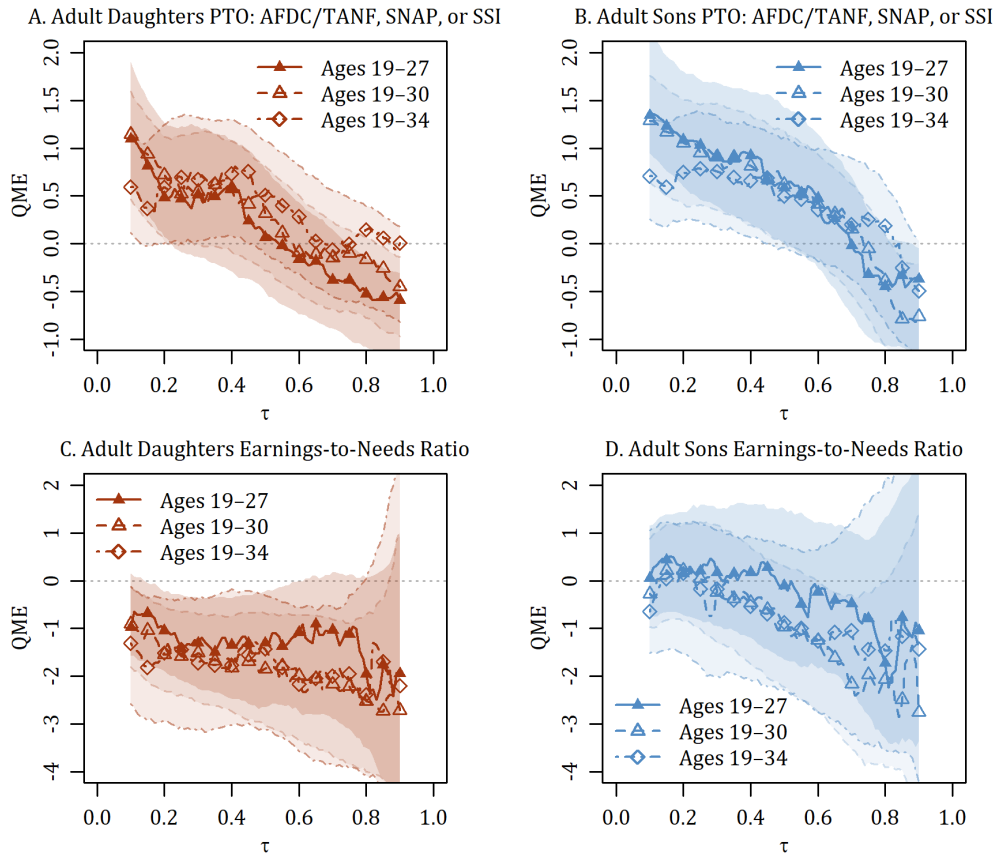 A. Adult Daughters PTO: AFDC/TANF, SNAP, or SSI
2.0
1.5
1.0
0.5
0.0
-0.5
-1.0
QME
Ages 19–27
Ages 19–30
Ages 19–34
0.0 0.2 0.4 0.6 0.8 1.0
τ
B. Adult Sons PTO: AFDC/TANF, SNAP, or SSI
2.0
1.5
1.0
0.5
0.0
-0.5
-1.0
QME
Ages 19–27
Ages 19–30
Ages 19–34
0.0 0.2 0.4 0.6 0.8 1.0
τ
C. Adult Daughters Earnings-to-Needs Ratio
2
1
0
-1
-2
-3
-4
QME
Ages 19–27
Ages 19–30
Ages 19–34
0.0 0.2 0.4 0.6 0.8 1.0
τ
D. Adult Sons Earnings-to-Needs Ratio
2
1
0
-1
-2
-3
-4
QME
Ages 19–27
Ages 19–30
Ages 19–34
0.0 0.2 0.4 0.6 0.8 1.0
τ